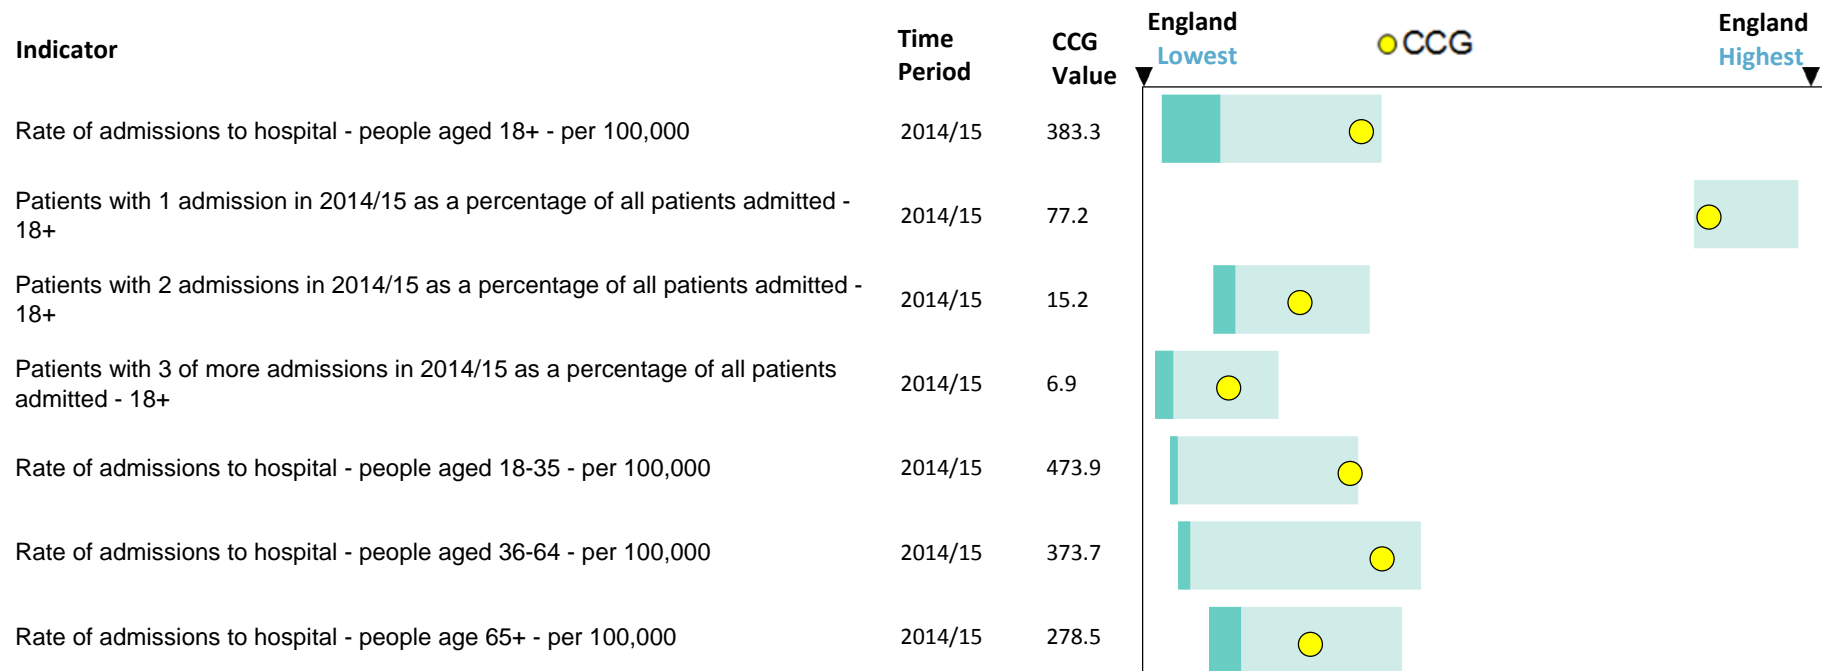 Indicator
Time
Period
CCG
Value
England
Lowest
CCG
England
Highest
Rate of admissions to hospital - people aged 18+ - per 100,000
2014/15
383.3
Patients with 1 admission in 2014/15 as a percentage of all patients admitted -
18+
2014/15
77.2
Patients with 2 admissions in 2014/15 as a percentage of all patients admitted -
18+
2014/15
15.2
Patients with 3 of more admissions in 2014/15 as a percentage of all patients
admitted - 18+
2014/15
6.9
Rate of admissions to hospital - people aged 18-35 - per 100,000
2014/15
473.9
Rate of admissions to hospital - people aged 36-64 - per 100,000
2014/15
373.7
Rate of admissions to hospital - people age 65+ - per 100,000
2014/15
278.5